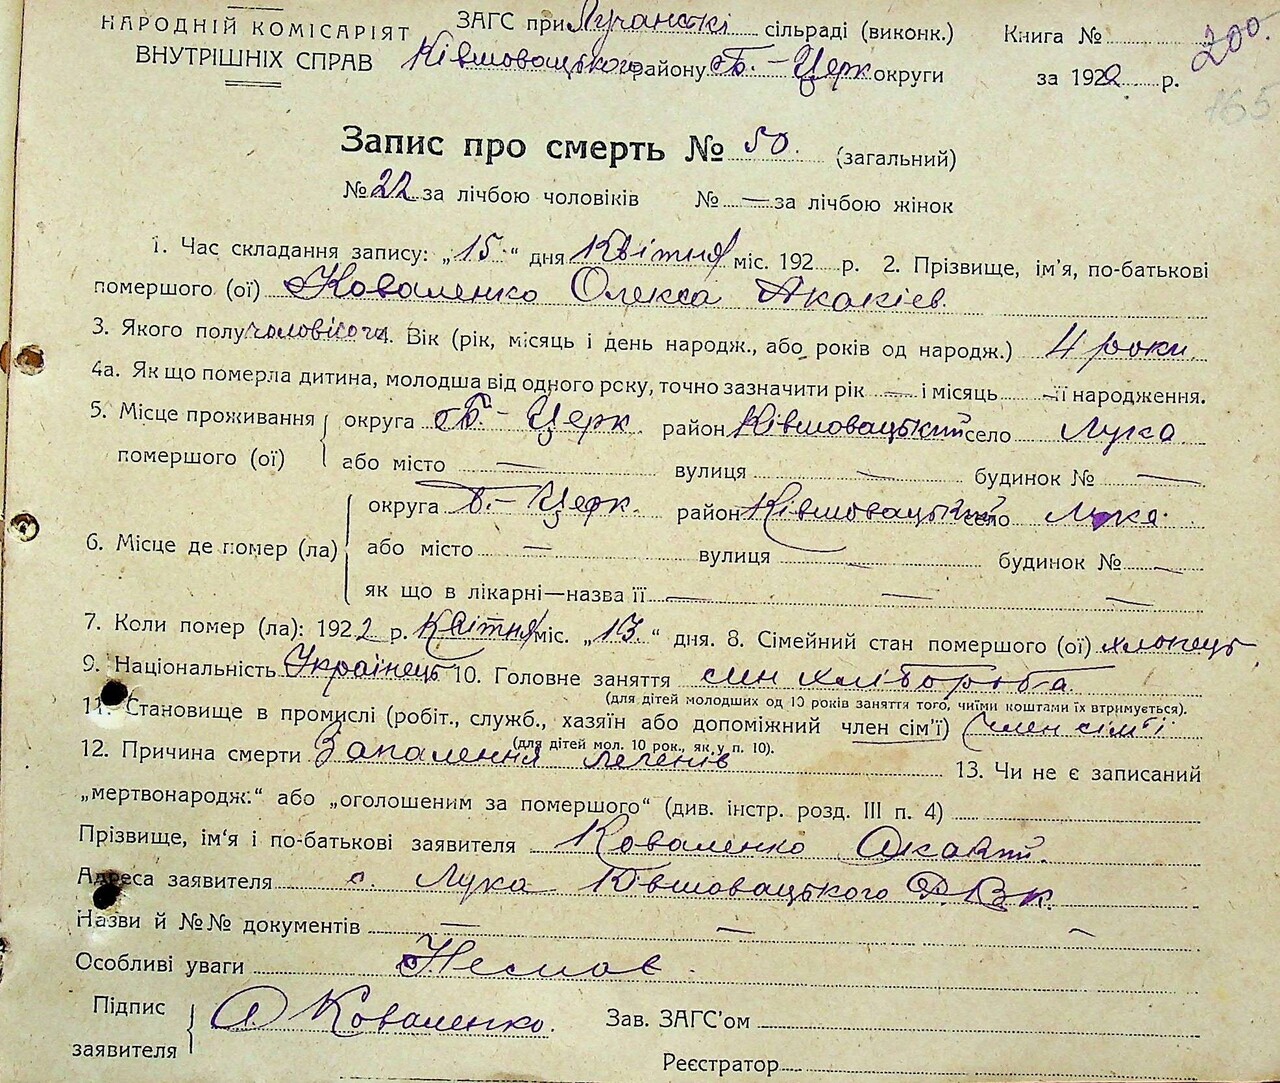 НАРОДНІЙ КОМІСАРІЯТ ВНУТРІШНІХ СПРАВ
ЗАГС при Лучанські сільраді (виконк.) Книга № 200.
Ківшовацького району Б.-Церк округи за 1922 р. 165
Запис про смерть № 50. (загальний)
№ 22 за лічбою чоловіків № — за лічбою жінок
1. Час складання запису: „15“ дня Квітня міс. 192 р. 2. Прізвище, ім'я, по-батькові
помершого (ої) Коваленко Олекса Акакієв.
3. Якого полу чоловічого 4. Вік (рік, місяць і день народж., або років од народж.) 4 роки
4а. Як що померла дитина, молодша від одного року, точно зазначити рік — і місяць — її народження.
5. Місце проживання помершого (ої) округа Б.-Церк район Ківшовацький село Лука
або місто — вулиця — будинок № —
6. Місце де помер (ла) округа Б.-Церк. район Ківшовацький село Лука.
або місто — вулиця — будинок № —
як що в лікарні—назва її — — —
7. Коли помер (ла): 1922 р. Квітня міс. „13“ дня. 8. Сімейний стан помершого (ої) хлопець
9. Національність Українець 10. Головне заняття син хлібороба
(для дітей молодших од 10 років заняття того, чиїми коштами їх втримується).
11. Становище в промислі (робіт., служб., хазяїн або допоміжний член сім'ї) член сім'ї
(для дітей мол. 10 рок., як у п. 10).
12. Причина смерти Запалення легенів 13. Чи не є записаний
„мертвонародж.“ або „оголошеним за помершого“ (див. інстр. розд. III п. 4)
Прізвище, ім'я і по-батькові заявителя Коваленко Акакій.
Адреса заявителя с. Лука Ківшовацького Р.В.К.
Назви й №№ документів — — —
Особливі уваги Немає.
Підпис заявителя А Коваленко. Зав. ЗАГС'ом
Реєстратор